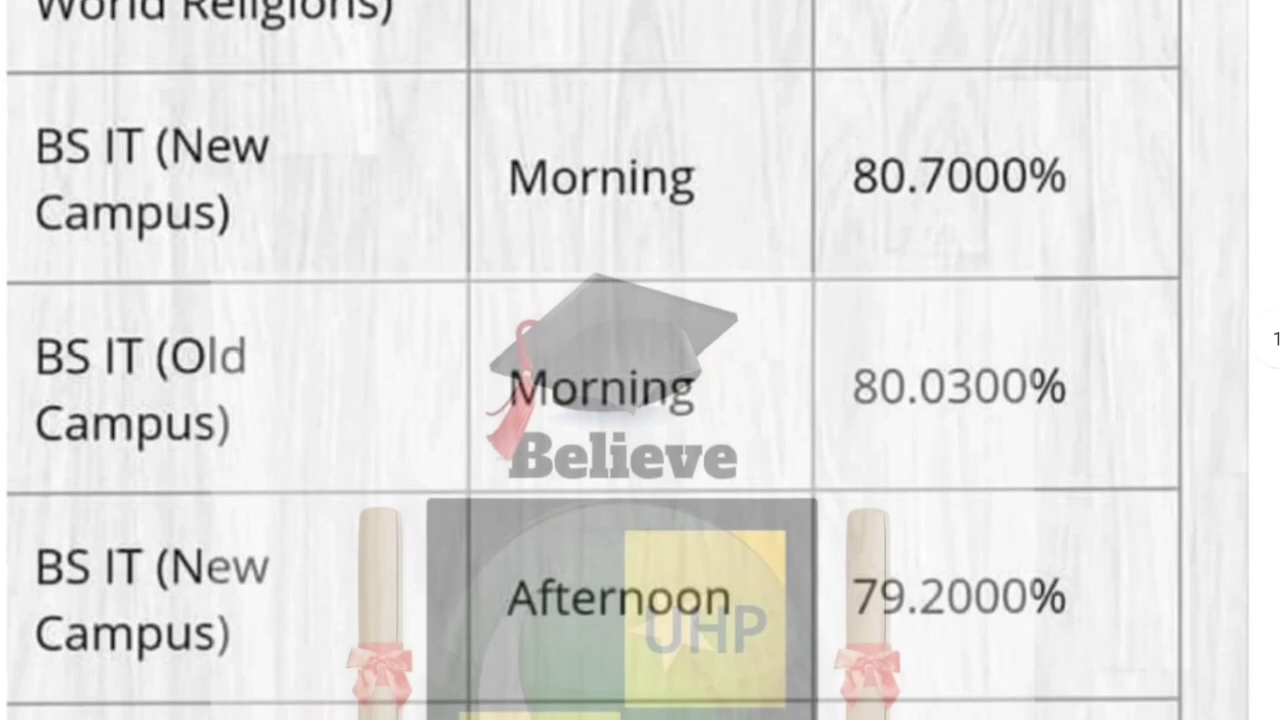 World Religions)
BS IT (New
Campus)
Morning
80.7000%
BS IT (Old
Campus)
Morning
80.0300%
Believe
BS IT (New
Campus)
Afternoon
79.2000%
UHP
1